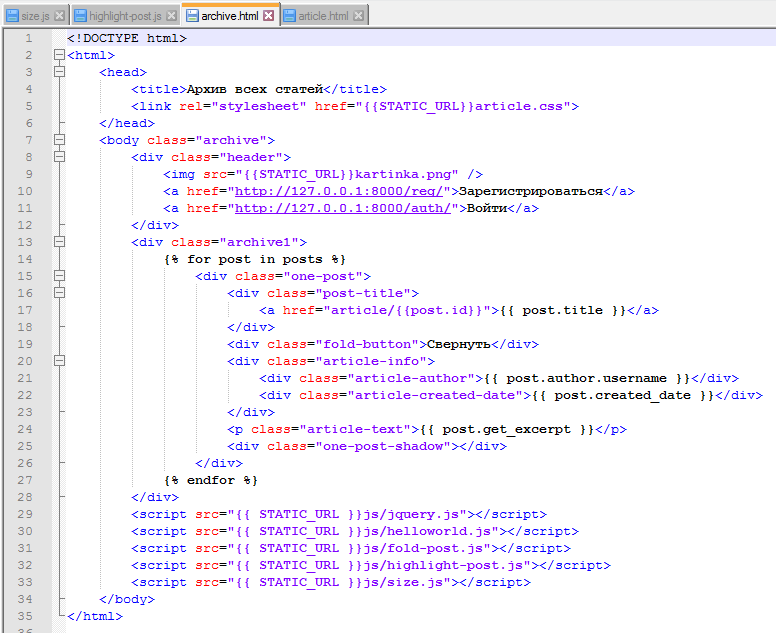 size.js highlight-post.js archive.html article.html
1 <!DOCTYPE html>
2 <html>
3 <head>
4 <title>Архив всех статей</title>
5 <link rel="stylesheet" href="{{STATIC_URL}}article.css">
6 </head>
7 <body class="archive">
8 <div class="header">
9 <img src="{{STATIC_URL}}kartinka.png" />
10 <a href="http://127.0.0.1:8000/reg/">Зарегистрироваться</a>
11 <a href="http://127.0.0.1:8000/auth/">Войти</a>
12 </div>
13 <div class="archive1">
14 {% for post in posts %}
15 <div class="one-post">
16 <div class="post-title">
17 <a href="article/{{post.id}}">{{ post.title }}</a>
18 </div>
19 <div class="fold-button">Свернуть</div>
20 <div class="article-info">
21 <div class="article-author">{{ post.author.username }}</div>
22 <div class="article-created-date">{{ post.created_date }}</div>
23 </div>
24 <p class="article-text">{{ post.get_excerpt }}</p>
25 <div class="one-post-shadow"></div>
26 </div>
27 {% endfor %}
28 </div>
29 <script src="{{ STATIC_URL }}js/jquery.js"></script>
30 <script src="{{ STATIC_URL }}js/helloworld.js"></script>
31 <script src="{{ STATIC_URL }}js/fold-post.js"></script>
32 <script src="{{ STATIC_URL }}js/highlight-post.js"></script>
33 <script src="{{ STATIC_URL }}js/size.js"></script>
34 </body>
35 </html>
36